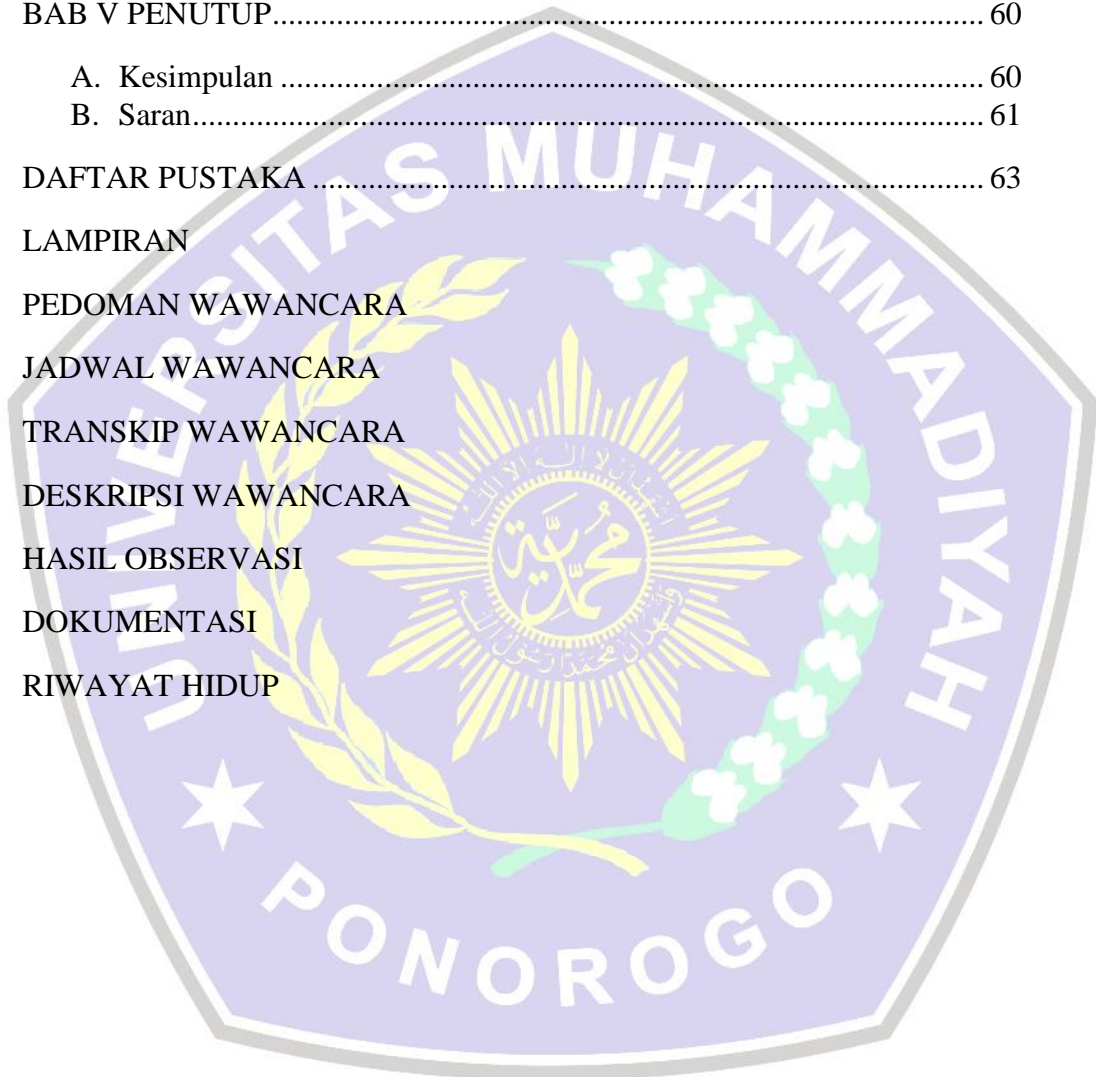 BAB V PENUTUP......................................................................................... 60
A. Kesimpulan ........................................................................................ 60
B. Saran................................................................................................... 61
DAFTAR PUSTAKA .................................................................................... 63
LAMPIRAN
PEDOMAN WAWANCARA
JADWAL WAWANCARA
TRANSKIP WAWANCARA
DESKRIPSI WAWANCARA
HASIL OBSERVASI
DOKUMENTASI
RIWAYAT HIDUP
UNIVERSITAS MUHAMMADIYAH
PONOROGO
محمدية